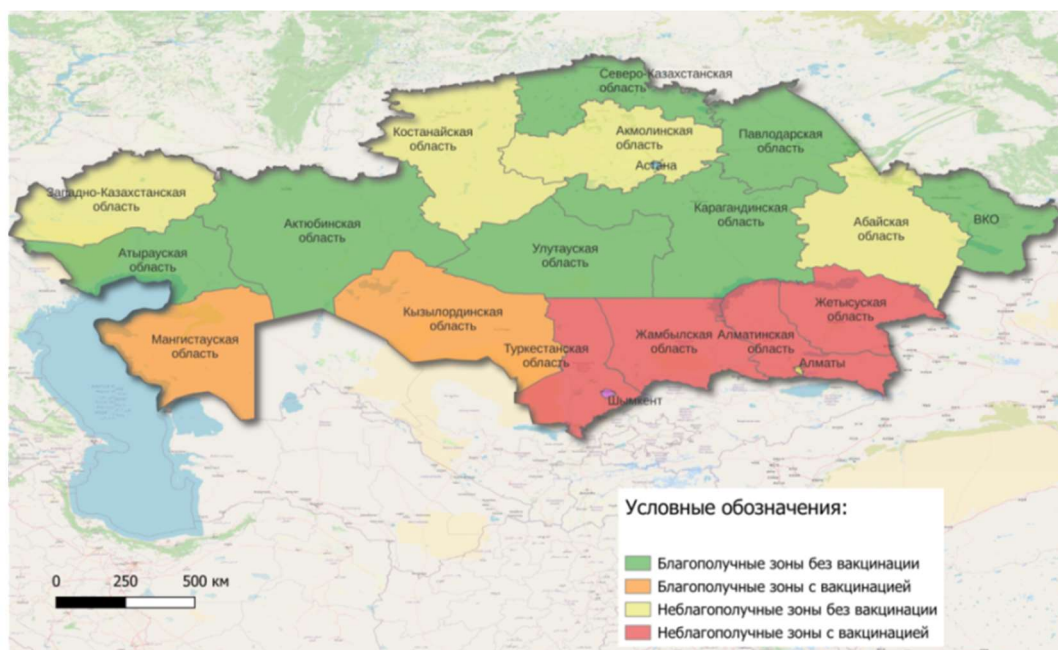 Северо-Казахстанская
область
Костанайская
область
Акмолинская
область
Астана
Павлодарская
область
Западно-Казахстанская
область
Актюбинская
область
Карагандинская
область
Абайская
область
ВКО
Атырауская
область
Улутауская
область
Мангистауская
область
Кызылординская
область
Туркестанская
область
Жамбылская
область
Алматинская
область
Жетысуская
область
Алматы
Шымкент
Условные обозначения:
Благополучные зоны без вакцинации
Благополучные зоны с вакцинацией
Неблагополучные зоны без вакцинации
Неблагополучные зоны с вакцинацией
0 250 500 км